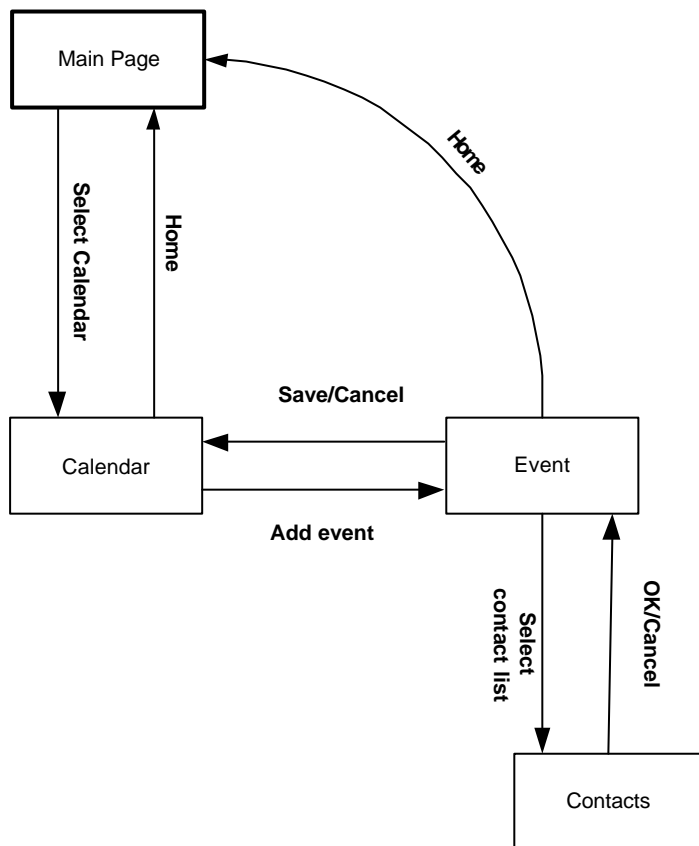 Main Page
Home
Select Calendar
Home
Save/Cancel
Calendar
Event
Add event
Select
contact list
OK/Cancel
Contacts